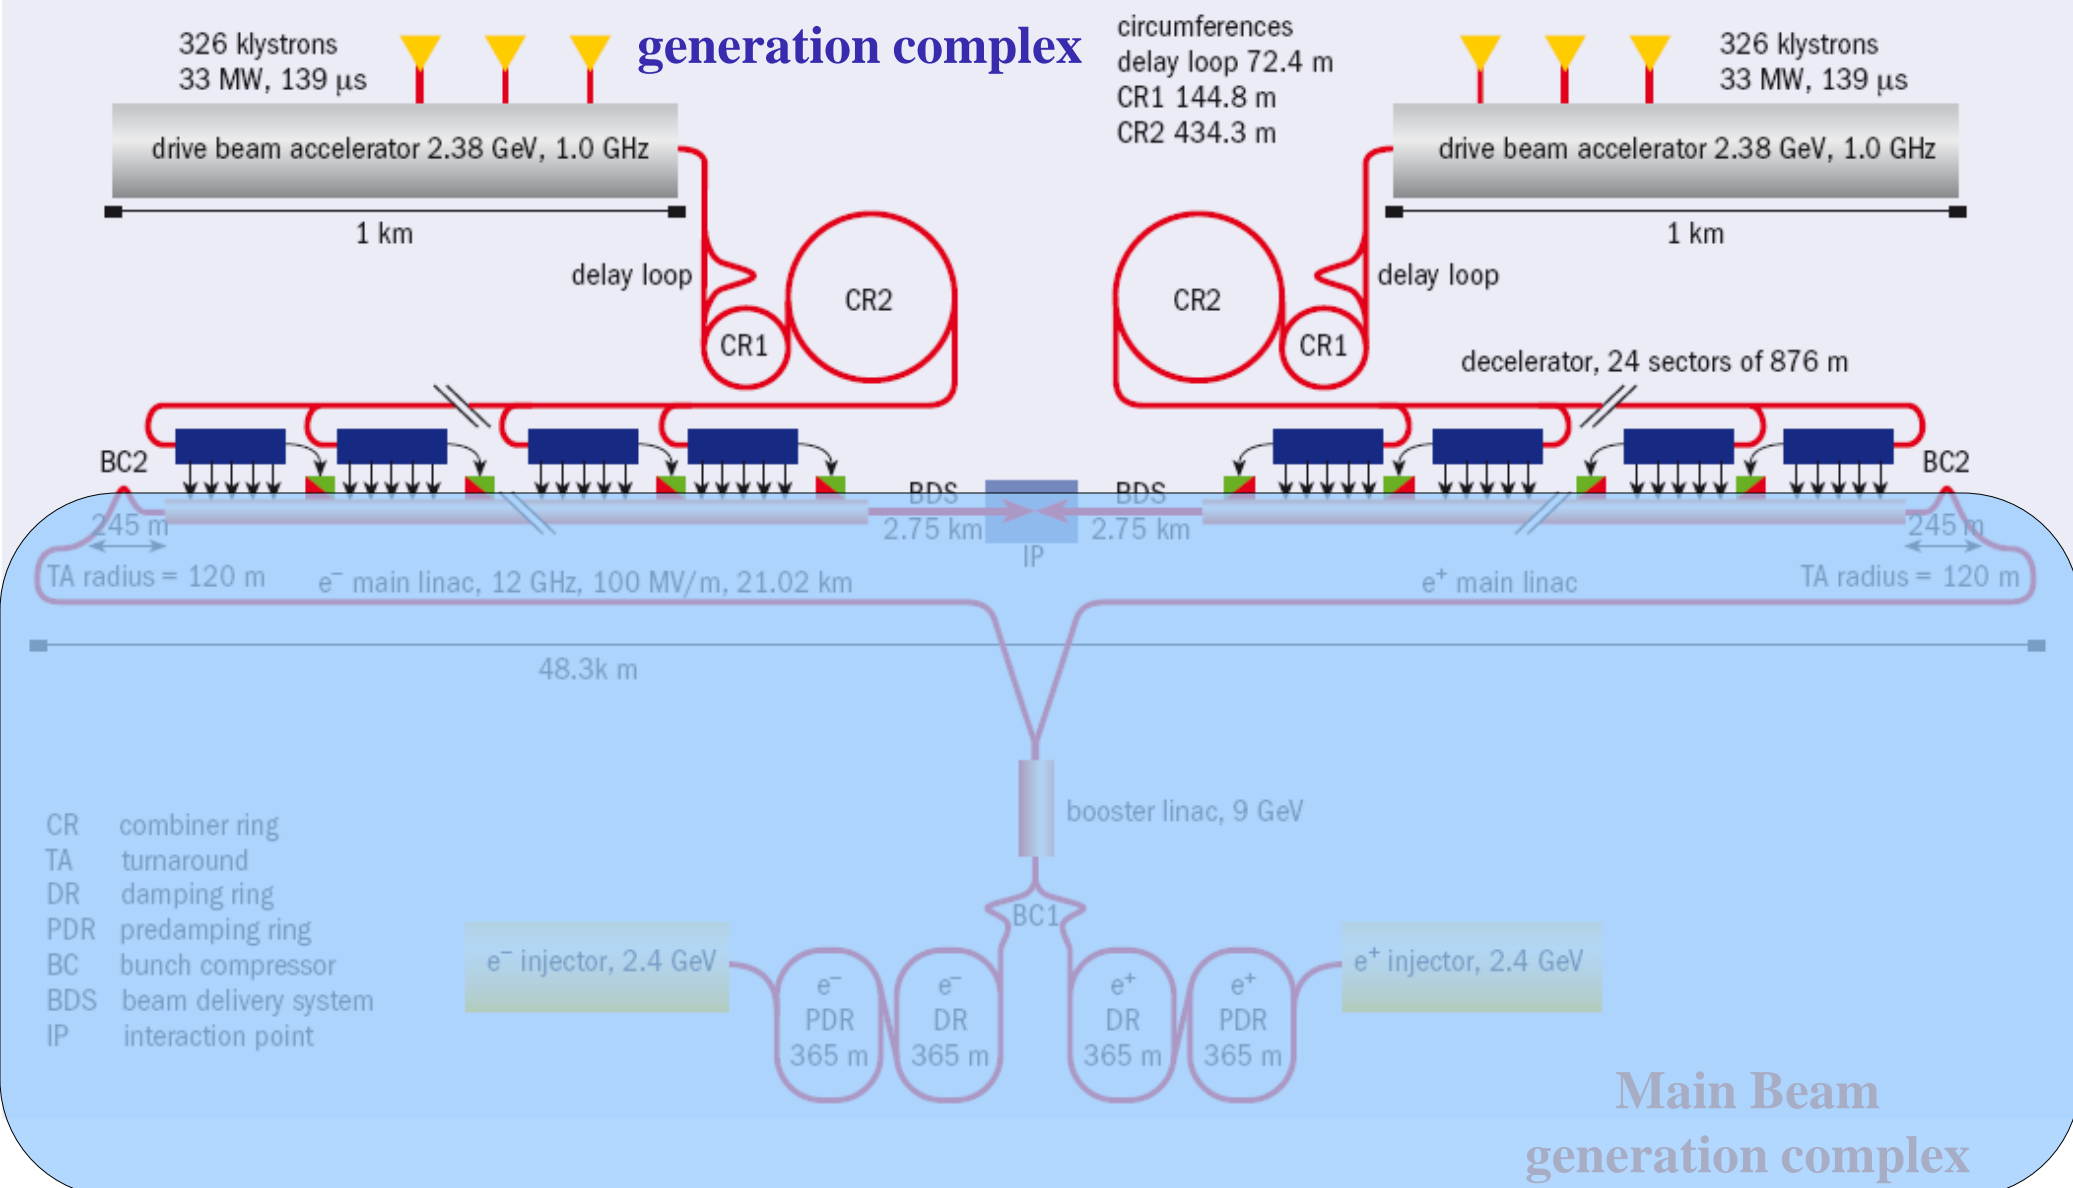 326 klystrons
33 MW, 139 μs
generation complex
circumferences
delay loop 72.4 m
CR1 144.8 m
CR2 434.3 m
326 klystrons
33 MW, 139 μs
drive beam accelerator 2.38 GeV, 1.0 GHz
drive beam accelerator 2.38 GeV, 1.0 GHz
1 km
1 km
delay loop
CR2
CR1
CR2
CR1
delay loop
decelerator, 24 sectors of 876 m
BC2
BC2
BDS
2.75 km
BDS
2.75 km
IP
245 m
245 m
TA radius = 120 m
e⁻ main linac, 12 GHz, 100 MV/m, 21.02 km
e⁺ main linac
TA radius = 120 m
48.3k m
booster linac, 9 GeV
CR combiner ring
TA turnaround
DR damping ring
PDR predamping ring
BC bunch compressor
BDS beam delivery system
IP interaction point
BC1
e⁻ injector, 2.4 GeV
e⁻
PDR
365 m
e⁻
DR
365 m
e⁺
DR
365 m
e⁺
PDR
365 m
e⁺ injector, 2.4 GeV
Main Beam
generation complex